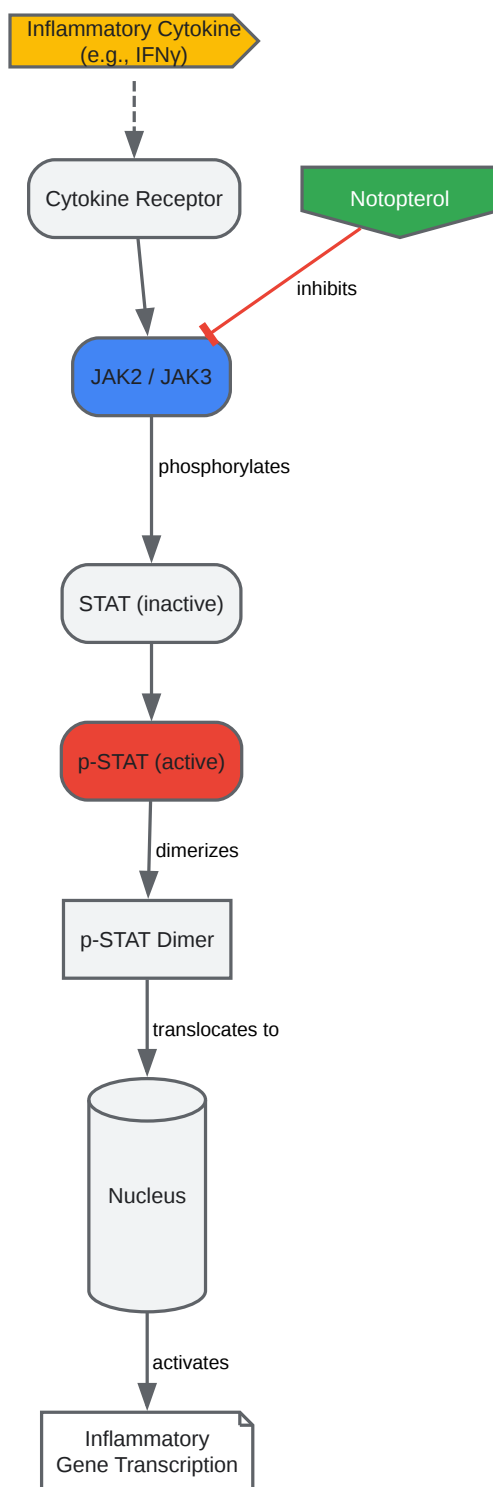 Inflammatory Cytokine
(e.g., IFNγ)
Cytokine Receptor
Notopterol
inhibits
JAK2 / JAK3
phosphorylates
STAT (inactive)
p-STAT (active)
dimerizes
p-STAT Dimer
translocates to
Nucleus
activates
Inflammatory
Gene Transcription